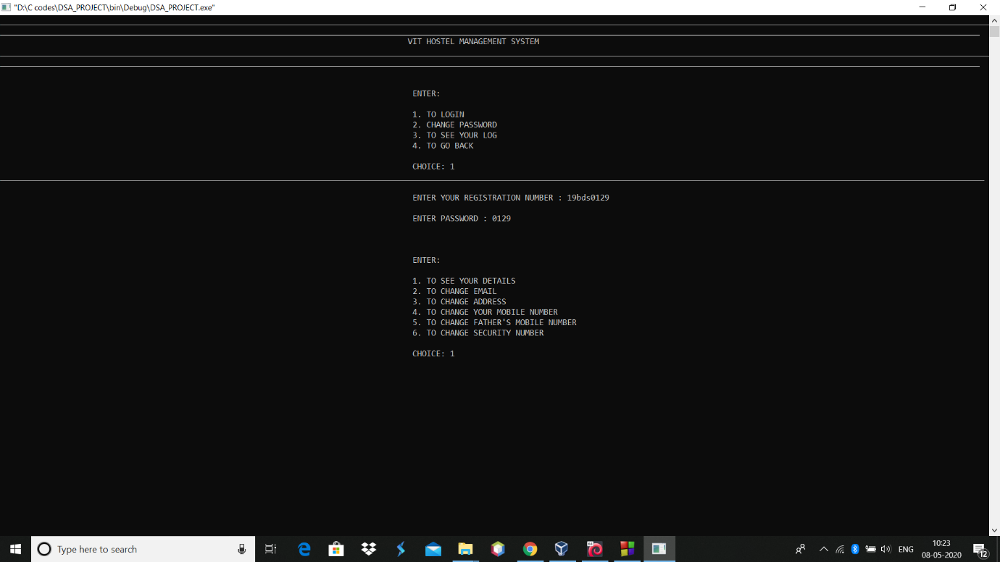 "D:\C codes\DSA_PROJECT\bin\Debug\DSA_PROJECT.exe"
VIT HOSTEL MANAGEMENT SYSTEM
ENTER:
1. TO LOGIN
2. CHANGE PASSWORD
3. TO SEE YOUR LOG
4. TO GO BACK
CHOICE: 1
ENTER YOUR REGISTRATION NUMBER : 19bds0129
ENTER PASSWORD : 0129
ENTER:
1. TO SEE YOUR DETAILS
2. TO CHANGE EMAIL
3. TO CHANGE ADDRESS
4. TO CHANGE YOUR MOBILE NUMBER
5. TO CHANGE FATHER'S MOBILE NUMBER
6. TO CHANGE SECURITY NUMBER
CHOICE: 1
Type here to search
ENG
10:23
08-05-2020
12